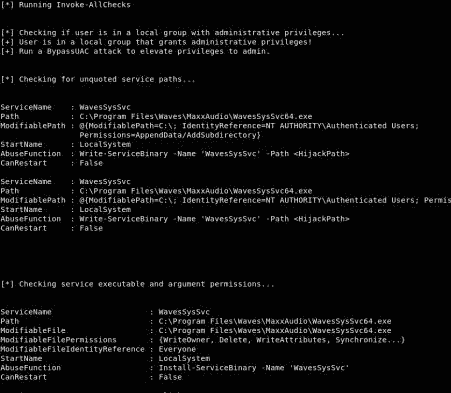 [*] Running Invoke-AllChecks
[*] Checking if user is in a local group with administrative privileges...
[+] User is in a local group that grants administrative privileges!
[+] Run a BypassUAC attack to elevate privileges to admin.
[*] Checking for unquoted service paths...
ServiceName    : WavesSysSvc
Path           : C:\Program Files\Waves\MaxxAudio\WavesSysSvc64.exe
ModifiablePath : @{ModifiablePath=C:\; IdentityReference=NT AUTHORITY\Authenticated Users;
Permissions=AppendData/AddSubdirectory}
StartName      : LocalSystem
AbuseFunction  : Write-ServiceBinary -Name 'WavesSysSvc' -Path <HijackPath>
CanRestart     : False
ServiceName    : WavesSysSvc
Path           : C:\Program Files\Waves\MaxxAudio\WavesSysSvc64.exe
ModifiablePath : @{ModifiablePath=C:\; IdentityReference=NT AUTHORITY\Authenticated Users; Permis
StartName      : LocalSystem
AbuseFunction  : Write-ServiceBinary -Name 'WavesSysSvc' -Path <HijackPath>
CanRestart     : False
[*] Checking service executable and argument permissions...
ServiceName                     : WavesSysSvc
Path                            : C:\Program Files\Waves\MaxxAudio\WavesSysSvc64.exe
ModifiableFile                  : C:\Program Files\Waves\MaxxAudio\WavesSysSvc64.exe
ModifiableFilePermissions       : {WriteOwner, Delete, WriteAttributes, Synchronize...}
ModifiableFileIdentityReference : Everyone
StartName                       : LocalSystem
AbuseFunction                   : Install-ServiceBinary -Name 'WavesSysSvc'
CanRestart                      : False